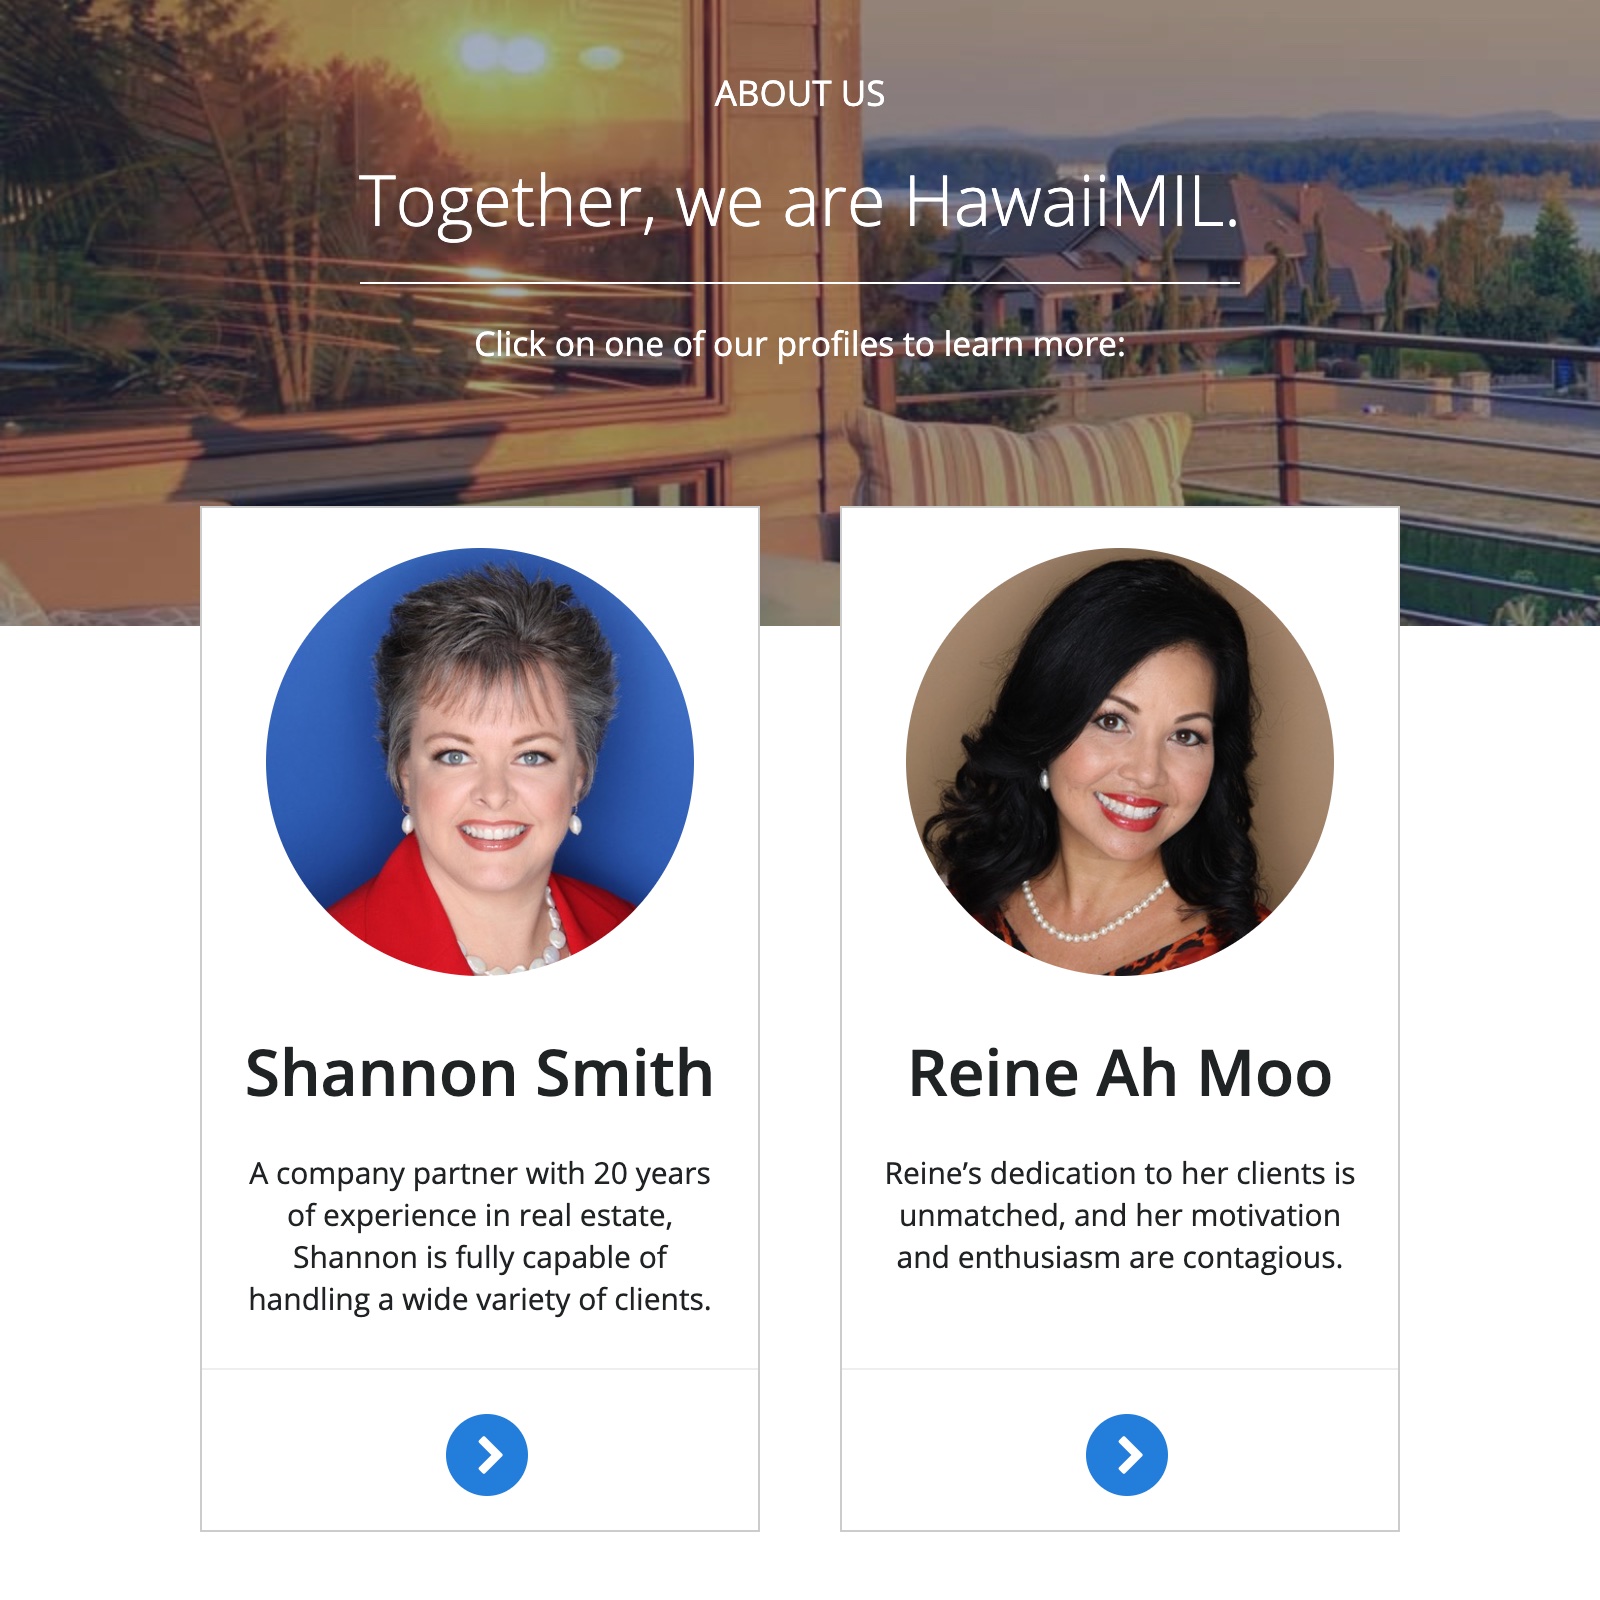 ABOUT US
Together, we are HawaiiMIL.
Click on one of our profiles to learn more:
Shannon Smith
A company partner with 20 years
of experience in real estate,
Shannon is fully capable of
handling a wide variety of clients.
Reine Ah Moo
Reine’s dedication to her clients is
unmatched, and her motivation
and enthusiasm are contagious.